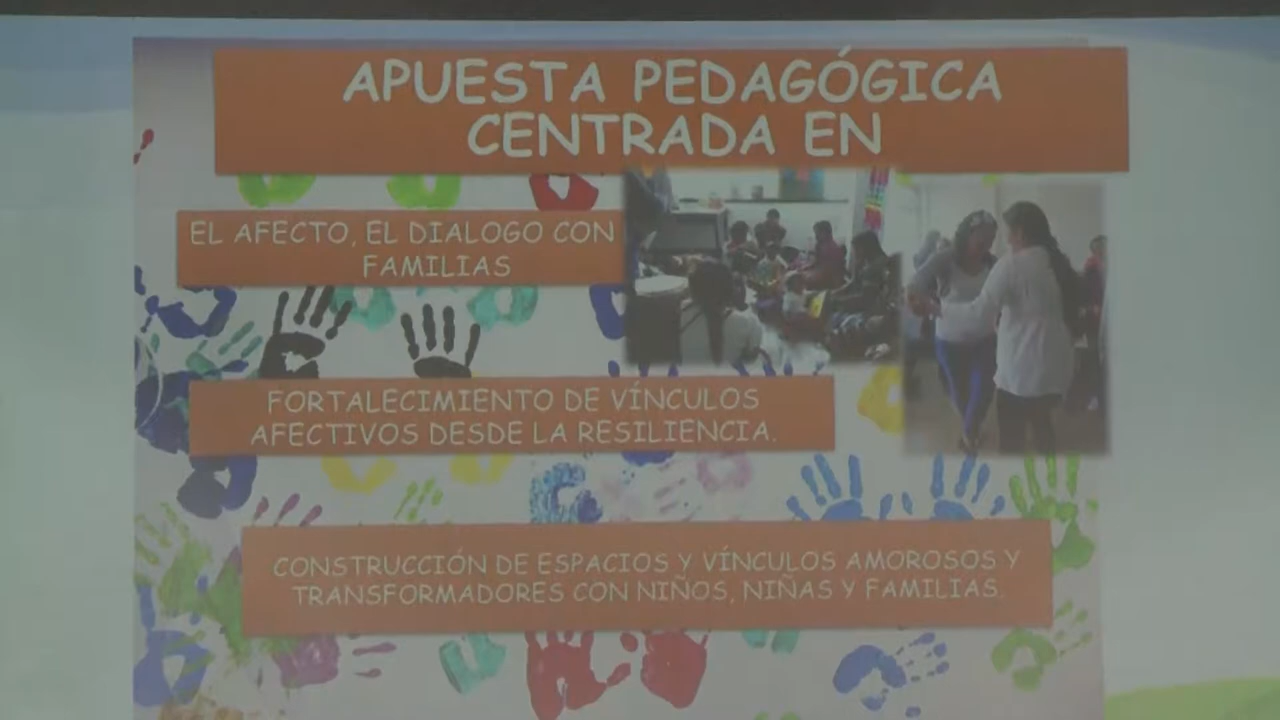 APUESTA PEDAGÓGICA
CENTRADA EN
EL AFECTO, EL DIALOGO CON
FAMILIAS
FORTALECIMIENTO DE VÍNCULOS
AFECTIVOS DESDE LA RESILIENCIA.
CONSTRUCCIÓN DE ESPACIOS Y VÍNCULOS AMOROSOS Y
TRANSFORMADORES CON NIÑOS, NIÑAS Y FAMILIAS.